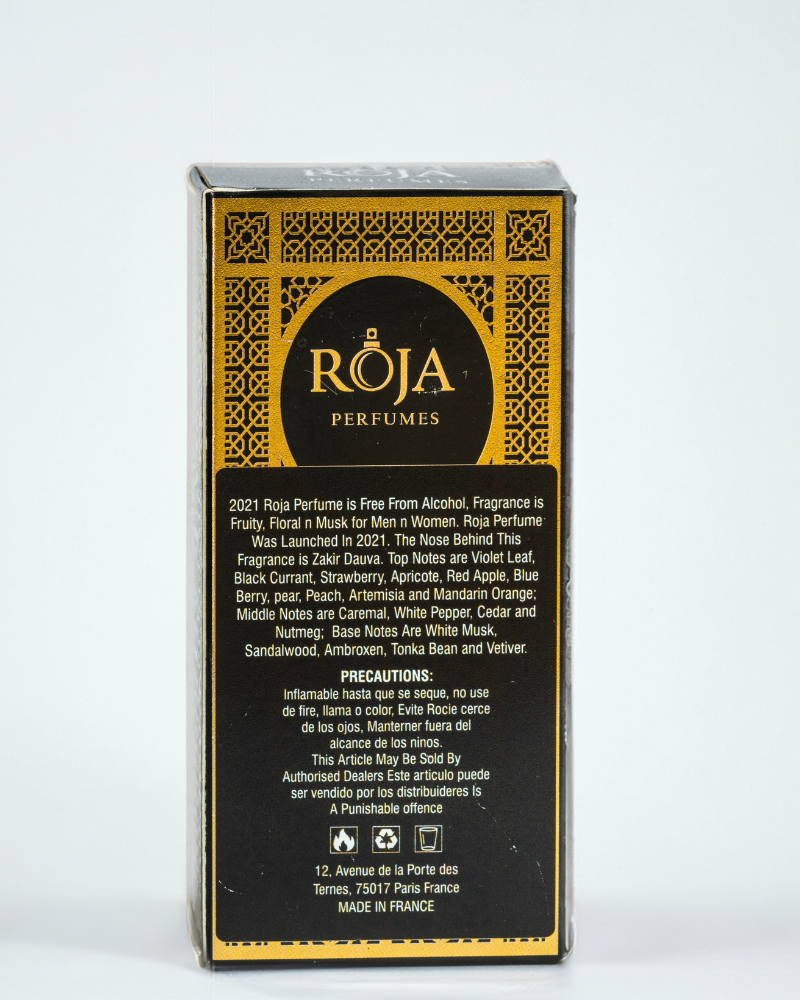 ROJA
PERFUMES
ROJA
PERFUMES
2021 Roja Perfume is Free From Alcohol, Fragrance is
Fruity, Floral n Musk for Men n Women. Roja Perfume
Was Launched In 2021. The Nose Behind This
Fragrance is Zakir Dauva. Top Notes are Violet Leaf,
Black Currant, Strawberry, Apricote, Red Apple, Blue
Berry, pear, Peach, Artemisia and Mandarin Orange;
Middle Notes are Caremal, White Pepper, Cedar and
Nutmeg; Base Notes Are White Musk,
Sandalwood, Ambroxen, Tonka Bean and Vetiver.
PRECAUTIONS:
Inflamable hasta que se seque, no use
de fire, llama o color, Evite Rocie cerce
de los ojos, Manterner fuera del
alcance de los ninos.
This Article May Be Sold By
Authorised Dealers Este articulo puede
ser vendido por los distribuideres Is
A Punishable offence
12, Avenue de la Porte des
Ternes, 75017 Paris France
MADE IN FRANCE